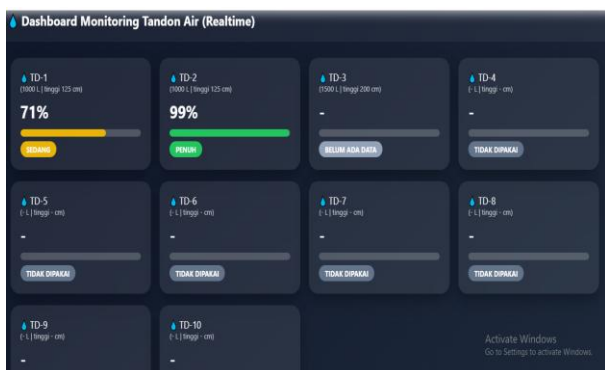 Dashboard Monitoring Tandon Air (Realtime)
TD-1
(1000 L | tinggi 125 cm)
71%
SEDANG
TD-2
(1000 L | tinggi 125 cm)
99%
PENUH
TD-3
(1500 L | tinggi 200 cm)
-
BELUM ADA DATA
TD-4
(- L | tinggi - cm)
-
TIDAK DIPAKAI
TD-5
(- L | tinggi - cm)
-
TIDAK DIPAKAI
TD-6
(- L | tinggi - cm)
-
TIDAK DIPAKAI
TD-7
(- L | tinggi - cm)
-
TIDAK DIPAKAI
TD-8
(- L | tinggi - cm)
-
TIDAK DIPAKAI
TD-9
(- L | tinggi - cm)
-
TD-10
(- L | tinggi - cm)
-
Activate Windows
Go to Settings to activate Windows.